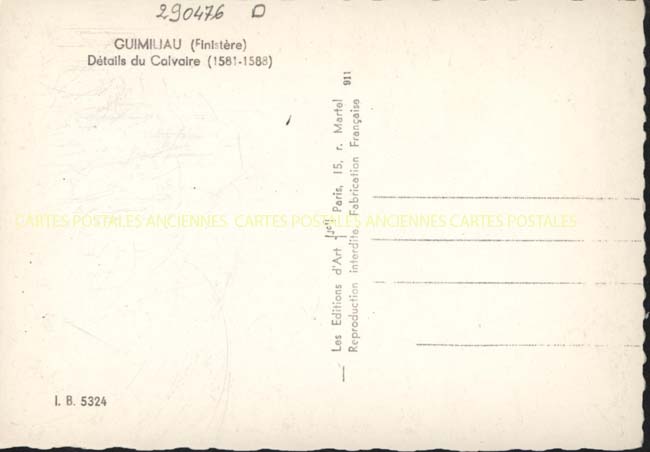 290476 D
GUIMILIAU (Finistère)
Détails du Calvaire (1581-1588)
Les Editions d'Art Paris, 15, r. Martel 911
Reproduction interdite. Fabrication Française
CARTES POSTALES ANCIENNES CARTES POSTALES ANCIENNES CARTES POSTALES
I. B. 5324